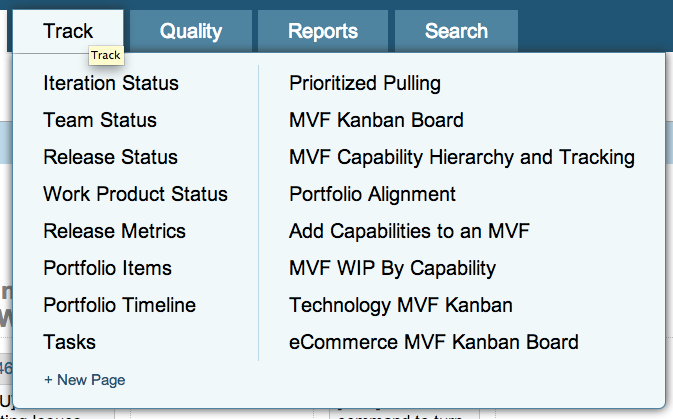 Track
Quality
Reports
Search
Track
Iteration Status
Team Status
Release Status
Work Product Status
Release Metrics
Portfolio Items
Portfolio Timeline
Tasks
+ New Page
Prioritized Pulling
MVF Kanban Board
MVF Capability Hierarchy and Tracking
Portfolio Alignment
Add Capabilities to an MVF
MVF WIP By Capability
Technology MVF Kanban
eCommerce MVF Kanban Board